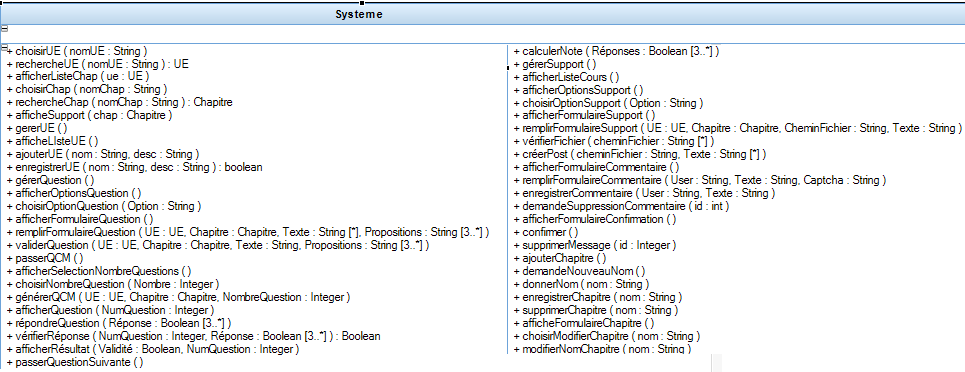 Systeme
+ choisirUE ( nomUE : String )
+ rechercheUE ( nomUE : String ) : UE
+ afficherListeChap ( ue : UE )
+ choisirChap ( nomChap : String )
+ rechercheChap ( nomChap : String ) : Chapitre
+ afficheSupport ( chap : Chapitre )
+ gererUE ( )
+ afficheLIsteUE ( )
+ ajouterUE ( nom : String, desc : String )
+ enregistrerUE ( nom : String, desc : String ) : boolean
+ gérerQuestion ( )
+ afficherOptionsQuestion ( )
+ choisirOptionQuestion ( Option : String )
+ afficherFormulaireQuestion ( )
+ remplirFormulaireQuestion ( UE : UE, Chapitre : Chapitre, Texte : String [*], Propositions : String [3..*] )
+ validerQuestion ( UE : UE, Chapitre : Chapitre, Texte : String, Propositions : String [3..*] )
+ passerQCM ( )
+ afficherSelectionNombreQuestions ( )
+ choisirNombreQuestion ( Nombre : Integer )
+ générerQCM ( UE : UE, Chapitre : Chapitre, NombreQuestion : Integer )
+ afficherQuestion ( NumQuestion : Integer )
+ répondreQuestion ( Réponse : Boolean [3..*] )
+ vérifierRéponse ( NumQuestion : Integer, Réponse : Boolean [3..*] ) : Boolean
+ afficherRésultat ( Validité : Boolean, NumQuestion : Integer )
+ passerQuestionSuivante ( )
+ calculerNote ( Réponses : Boolean [3..*] )
+ gérerSupport ( )
+ afficherListeCours ( )
+ afficherOptionsSupport ( )
+ choisirOptionSupport ( Option : String )
+ afficherFormulaireSupport ( )
+ remplirFormulaireSupport ( UE : UE, Chapitre : Chapitre, CheminFichier : String, Texte : String )
+ vérifierFichier ( cheminFichier : String [*] )
+ créerPost ( cheminFichier : String, Texte : String [*] )
+ afficherFormulaireCommentaire ( )
+ remplirFormulaireCommentaire ( User : String, Texte : String, Captcha : String )
+ enregistrerCommentaire ( User : String, Texte : String )
+ demandeSuppressionCommentaire ( id : int )
+ afficherFormulaireConfirmation ( )
+ confirmer ( )
+ supprimerMessage ( id : Integer )
+ ajouterChapitre ( )
+ demandeNouveauNom ( )
+ donnerNom ( nom : String )
+ enregistrerChapitre ( nom : String )
+ supprimerChapitre ( nom : String )
+ afficheFormulaireChapitre ( )
+ choisirModifierChapitre ( nom : String )
+ modifierNomChapitre ( nom : String )